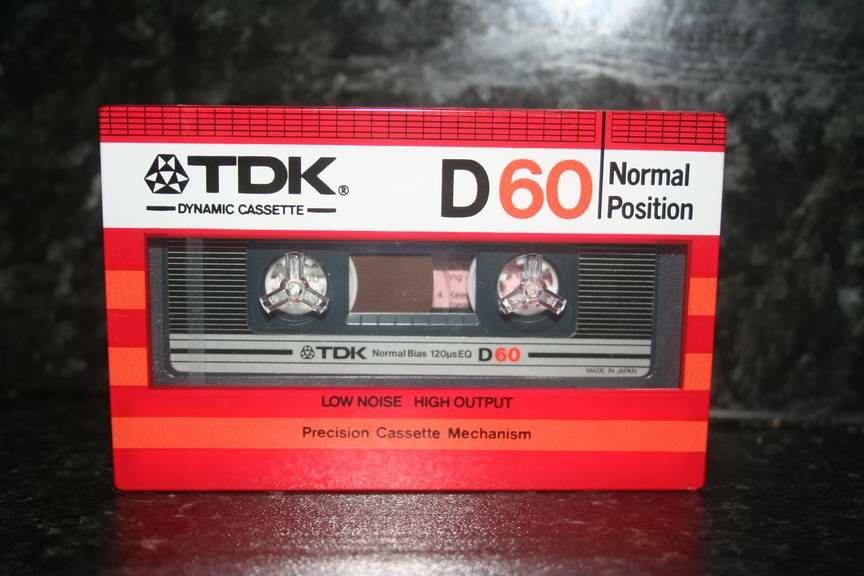 TDK®
DYNAMIC CASSETTE
D60
Normal
Position
TDK Normal Bias 120µs EQ D60
MADE IN JAPAN
LOW NOISE HIGH OUTPUT
Precision Cassette Mechanism